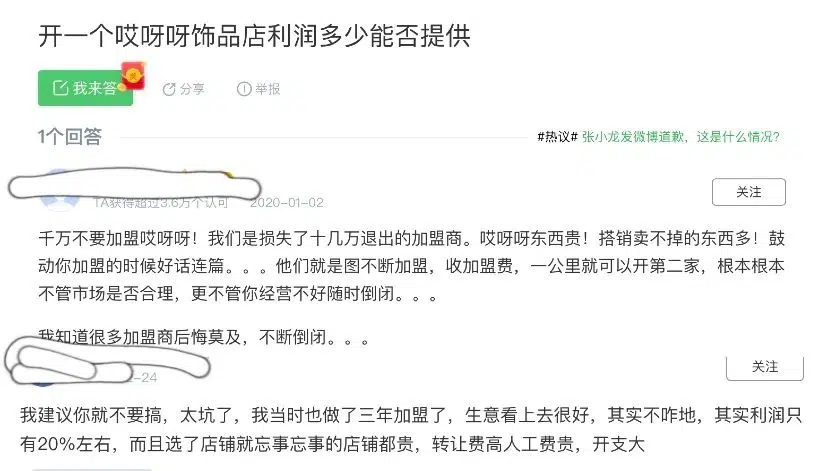 开一个哎呀呀饰品店利润多少能否提供
我来答 分享 举报
1个回答 #热议# 张小龙发微博道歉，这是什么情况？
关注
TA获得超过3.6万个认可 2020-01-02
千万不要加盟哎呀呀！我们是损失了十几万退出的加盟商。哎呀呀东西贵！搭销卖不掉的东西多！鼓
动你加盟的时候好话连篇。。。他们就是图不断加盟，收加盟费，一公里就可以开第二家，根本根本
不管市场是否合理，更不管你经营不好随时倒闭。。。
我知道很多加盟商后悔莫及，不断倒闭。。。
关注
-24
我建议你就不要搞，太坑了，我当时也做了三年加盟了，生意看上去很好，其实不咋地，其实利润只
有20%左右，而且选了店铺就忘事忘事的店铺都贵，转让费高人工费贵，开支大